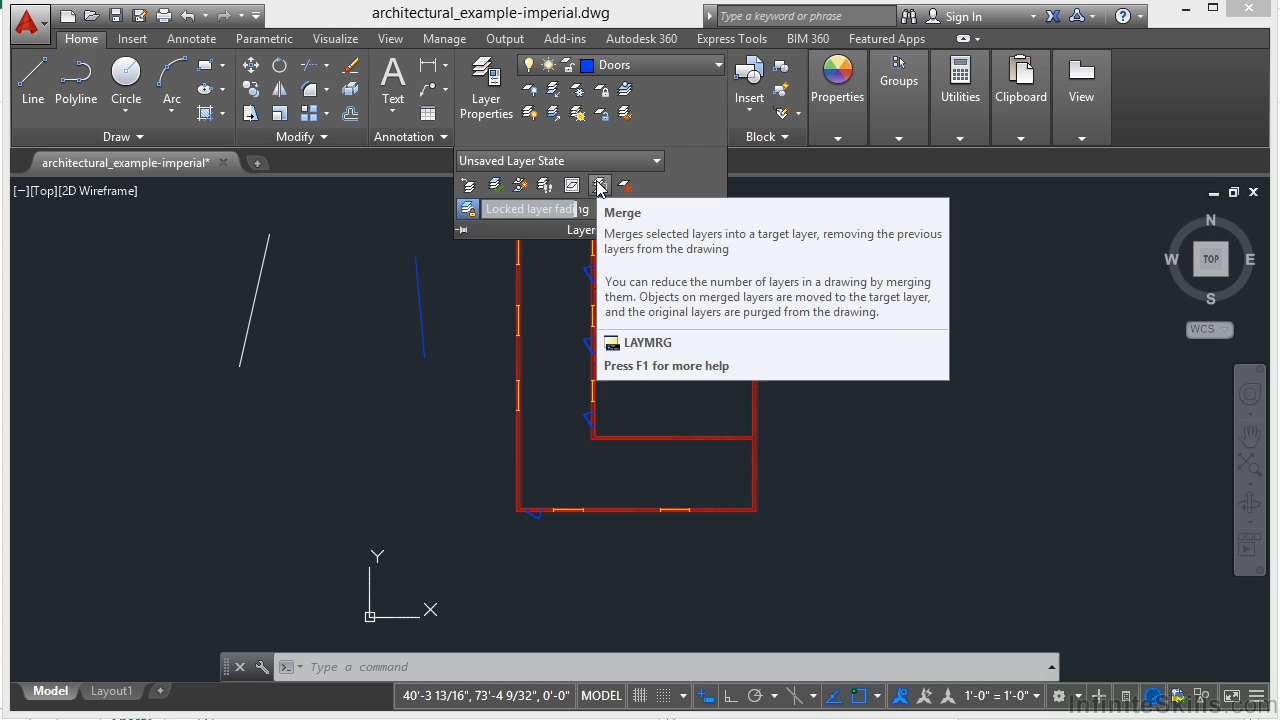 architectural_example-imperial.dwg
Type a keyword or phrase
Sign In
Home Insert Annotate Parametric Visualize View Manage Output Add-ins Autodesk 360 Express Tools BIM 360 Featured Apps
Line Polyline Circle Arc
Text
Layer
Properties
Doors
Insert
Properties
Groups
Utilities
Clipboard
View
Draw Modify Annotation Block
architectural_example-imperial*
Unsaved Layer State
[−][Top][2D Wireframe]
Locked layer fading
Layer
Merge
Merges selected layers into a target layer, removing the previous
layers from the drawing
You can reduce the number of layers in a drawing by merging
them. Objects on merged layers are moved to the target layer,
and the original layers are purged from the drawing.
LAYMRG
Press F1 for more help
N
W TOP E
S
WCS
Y
X
Type a command
Model Layout1 40'-3 13/16", 73'-4 9/32", 0'-0" MODEL 1'-0" = 1'-0"
InfiniteSkills.com